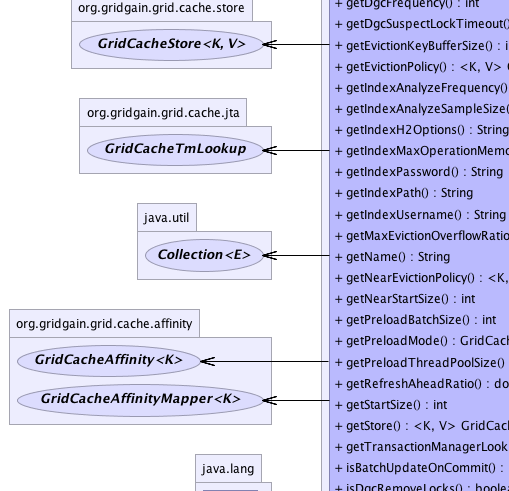 org.gridgain.grid.cache.store
GridCacheStore<K, V>
org.gridgain.grid.cache.jta
GridCacheTmLookup
java.util
Collection<E>
org.gridgain.grid.cache.affinity
GridCacheAffinity<K>
GridCacheAffinityMapper<K>
java.lang
+ getDgcFrequency() : int
+ getDgcSuspectLockTimeout()
+ getEvictionKeyBufferSize() : i
+ getEvictionPolicy() : <K, V> G
+ getIndexAnalyzeFrequency()
+ getIndexAnalyzeSampleSize(
+ getIndexH2Options() : String
+ getIndexMaxOperationMemo
+ getIndexPassword() : String
+ getIndexPath() : String
+ getIndexUsername() : String
+ getMaxEvictionOverflowRatio
+ getName() : String
+ getNearEvictionPolicy() : <K,
+ getNearStartSize() : int
+ getPreloadBatchSize() : int
+ getPreloadMode() : GridCach
+ getPreloadThreadPoolSize()
+ getRefreshAheadRatio() : do
+ getStartSize() : int
+ getStore() : <K, V> GridCach
+ getTransactionManagerLook
+ isBatchUpdateOnCommit() :
+ isDgcRemoveLocks() : boolea